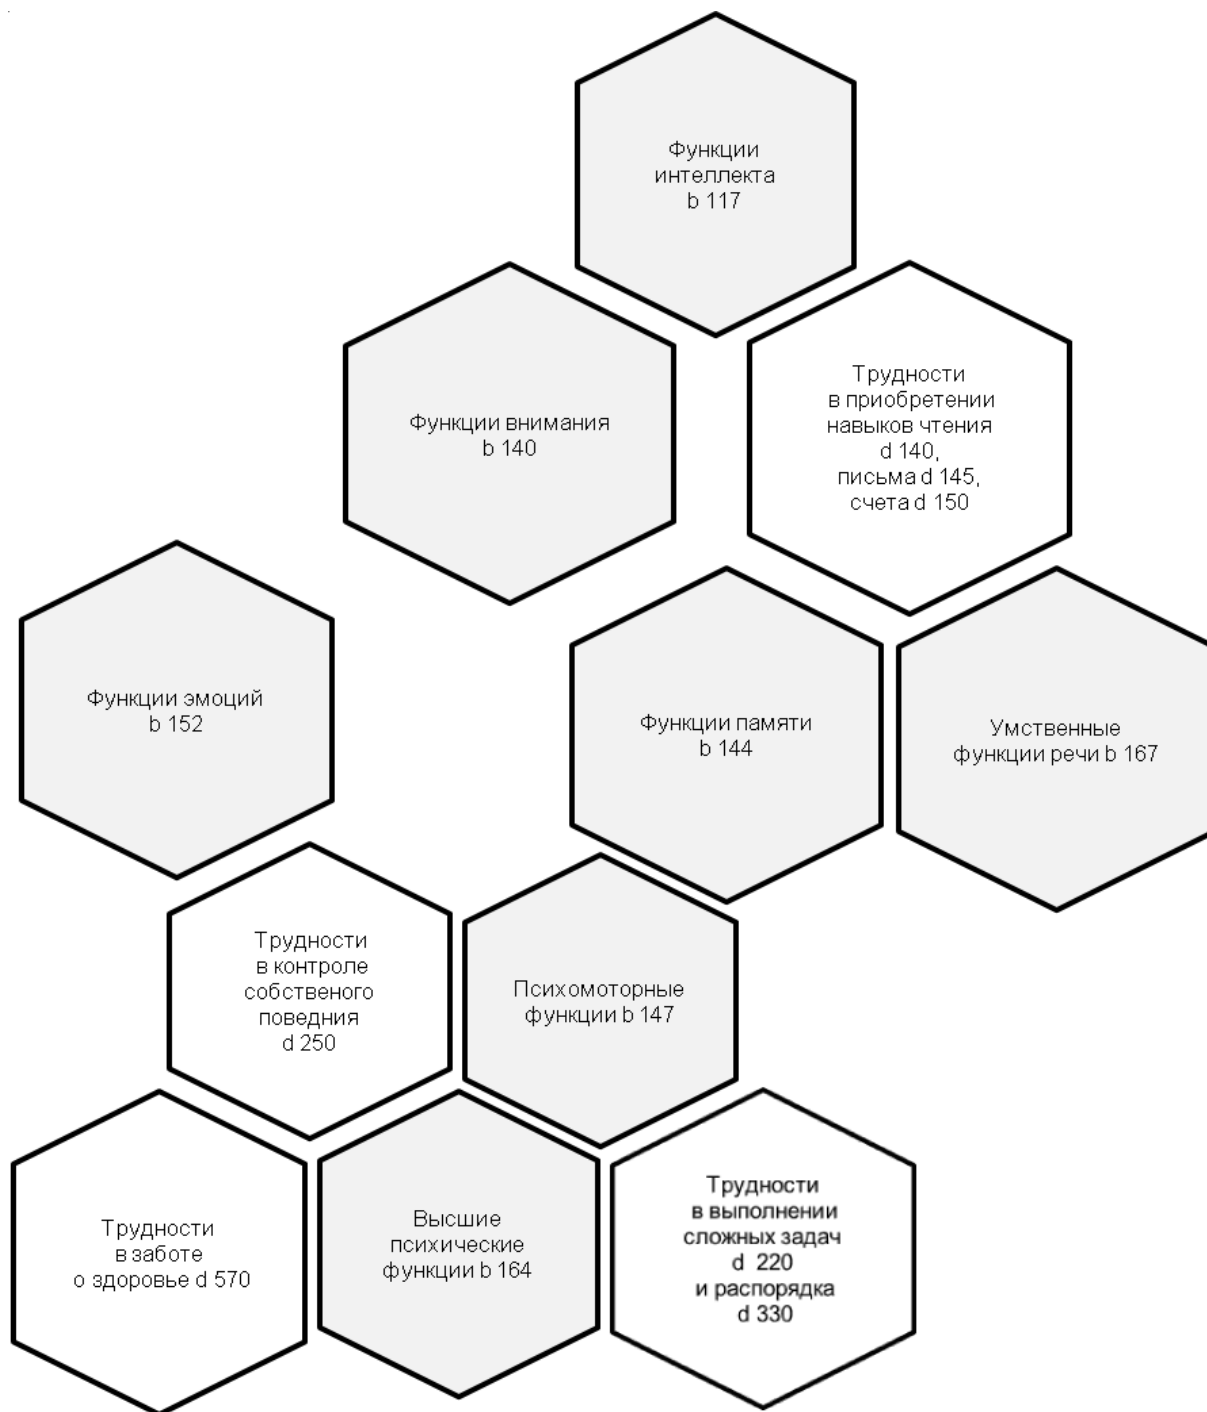 Функции
интеллекта
b 117
Функции внимания
b 140
Трудности
в приобретении
навыков чтения
d 140,
письма d 145,
счета d 150
Функции эмоций
b 152
Функции памяти
b 144
Умственные
функции речи b 167
Трудности
в контроле
собственого
поведния
d 250
Психомоторные
функции b 147
Трудности
в заботе
о здоровье d 570
Высшие
психические
функции b 164
Трудности
в выполнении
сложных задач
d 220
и распорядка
d 330